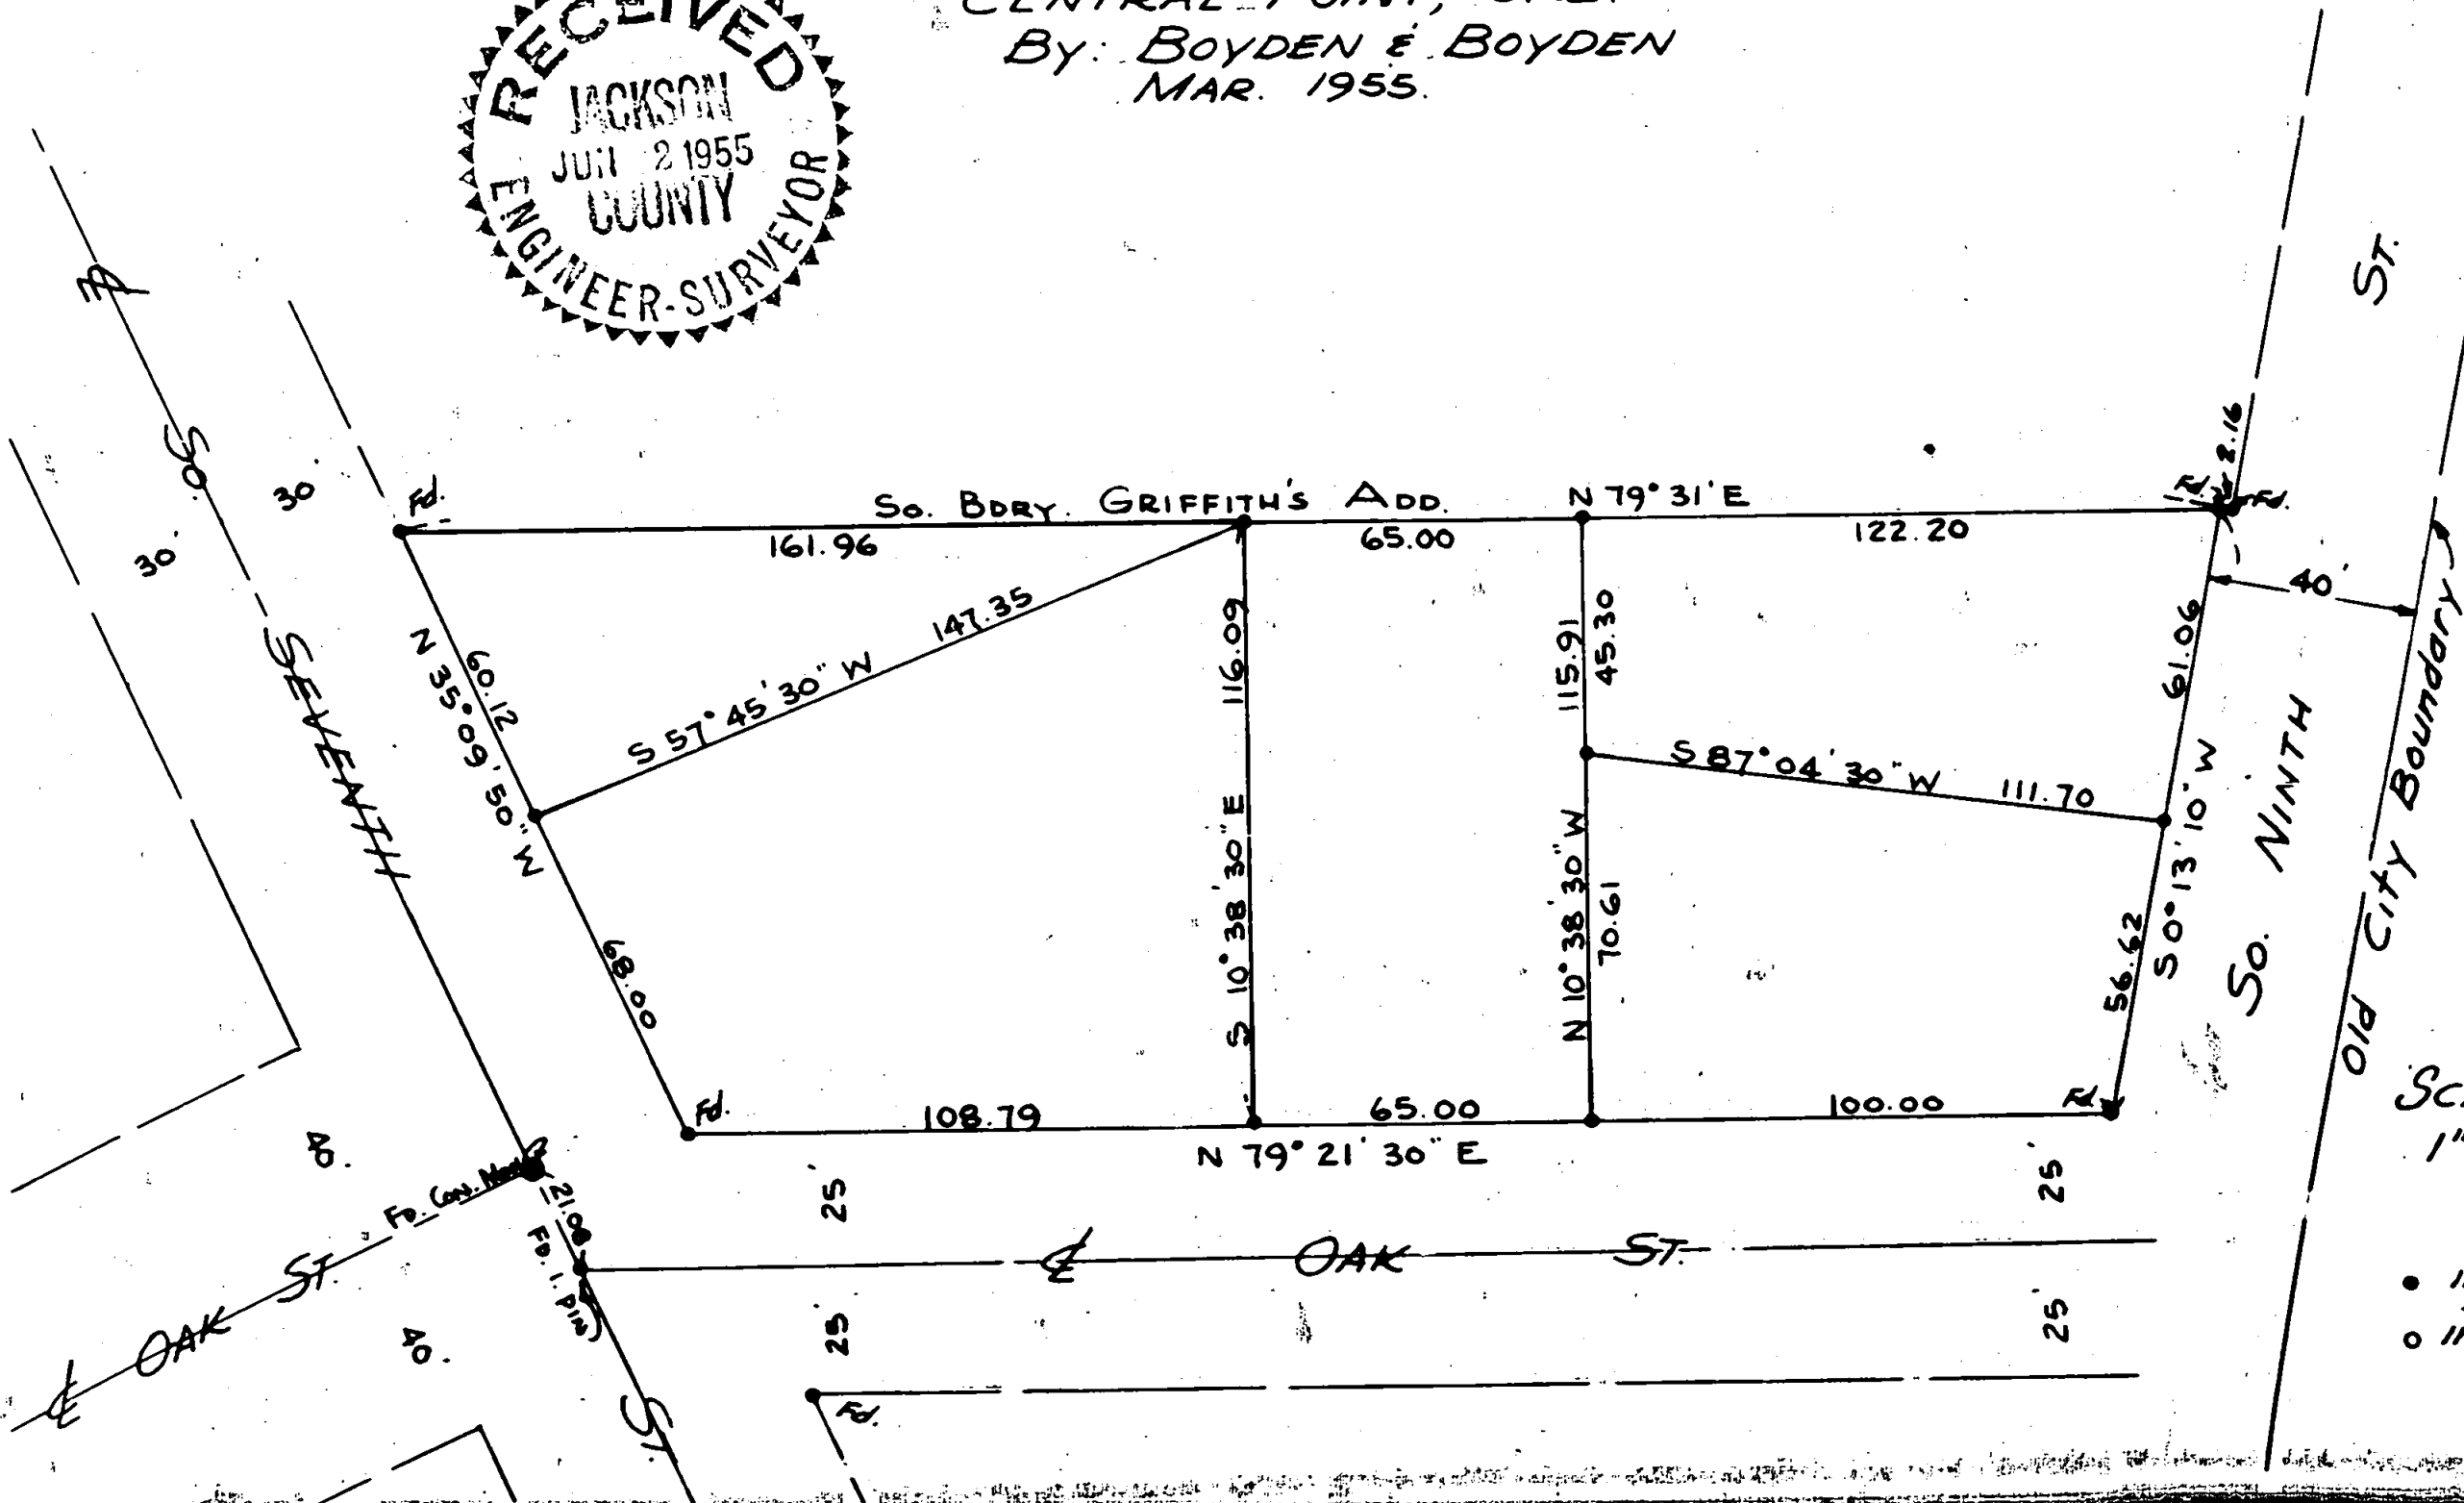 CENTRAL POINT,
By: BOYDEN & BOYDEN
MAR. 1955.
RECEIVED
JACKSON
JUN 2 1955
COUNTY
ENGINEER-SURVEYOR
ST.
2.16
Fd.
So. BDRY. GRIFFITH'S ADD.
N 79° 31' E
Fd.
Fd.
161.96
65.00
122.20
40'
30'
30'
So. SEVENTH ST.
N 35° 09' 50" W
60.12
68.00
S 57° 45' 30" W 147.35
S 10° 38' 30" E 116.09
115.91
45.30
N 10° 38' 30" W
70.61
S 87° 04' 30" W 111.70
61.06
S 0° 13' 10" W
56.62
So. NINTH
Old City Boundary
Fd.
108.79
65.00
100.00
Fd.
N 79° 21' 30" E
1"
40.
Fd. Con. 
21.08
Fd. I. Pin
25'
25'
℄ OAK ST.
℄ OAK ST.
40.
25'
25'
Fd.